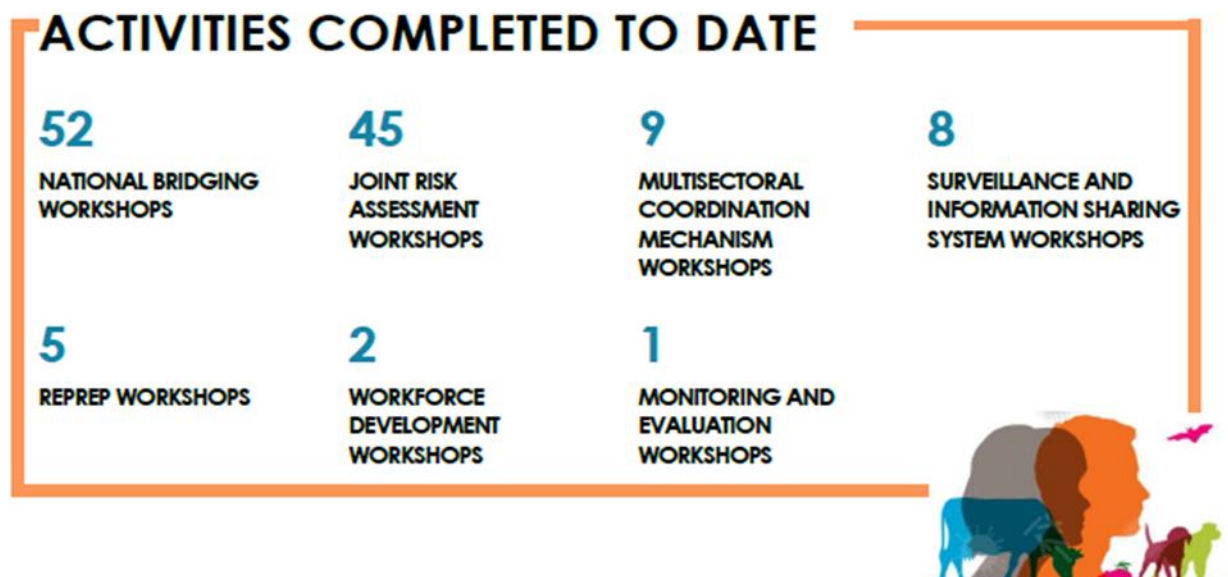 ACTIVITIES COMPLETED TO DATE
52
NATIONAL BRIDGING
WORKSHOPS
45
JOINT RISK
ASSESSMENT
WORKSHOPS
9
MULTISECTORAL
COORDINATION
MECHANISM
WORKSHOPS
8
SURVEILLANCE AND
INFORMATION SHARING
SYSTEM WORKSHOPS
5
REPREP WORKSHOPS
2
WORKFORCE
DEVELOPMENT
WORKSHOPS
1
MONITORING AND
EVALUATION
WORKSHOPS